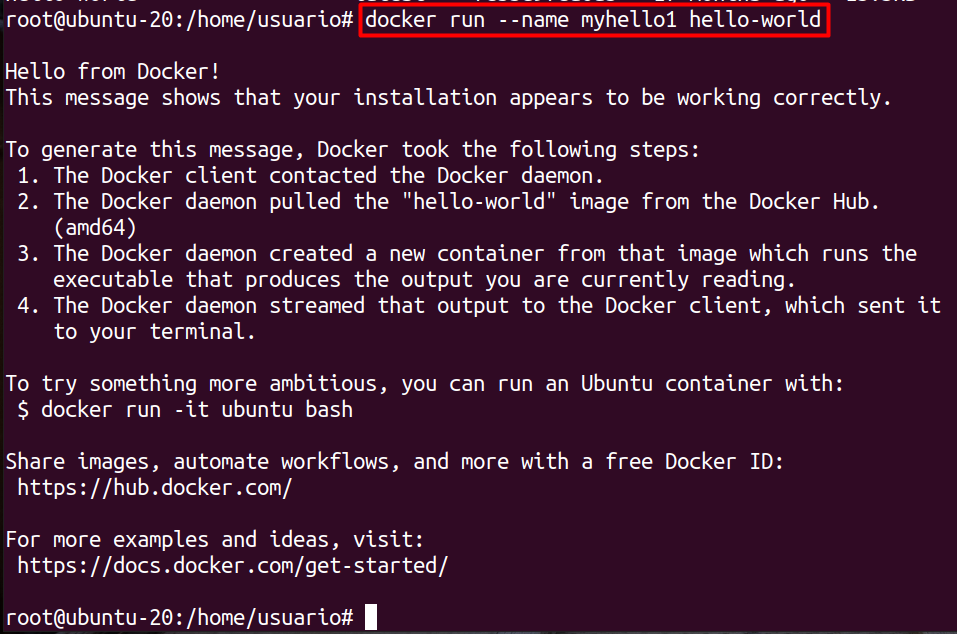 root@ubuntu-20:/home/usuario# docker run --name myhello1 hello-world
Hello from Docker!
This message shows that your installation appears to be working correctly.
To generate this message, Docker took the following steps:
1. The Docker client contacted the Docker daemon.
2. The Docker daemon pulled the "hello-world" image from the Docker Hub.
(amd64)
3. The Docker daemon created a new container from that image which runs the
executable that produces the output you are currently reading.
4. The Docker daemon streamed that output to the Docker client, which sent it
to your terminal.
To try something more ambitious, you can run an Ubuntu container with:
$ docker run -it ubuntu bash
Share images, automate workflows, and more with a free Docker ID:
https://hub.docker.com/
For more examples and ideas, visit:
https://docs.docker.com/get-started/
root@ubuntu-20:/home/usuario#